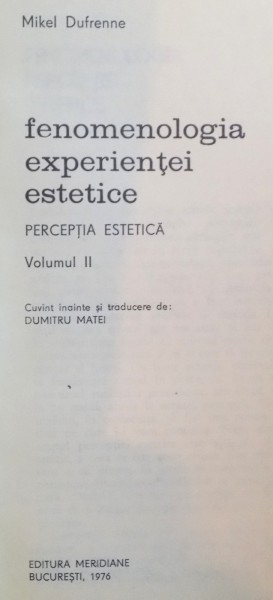 Mikel Dufrenne
fenomenologia
experienţei
estetice
PERCEPŢIA ESTETICĂ
Volumul II
Cuvînt înainte şi traducere de:
DUMITRU MATEI
EDITURA MERIDIANE
BUCUREŞTI, 1976